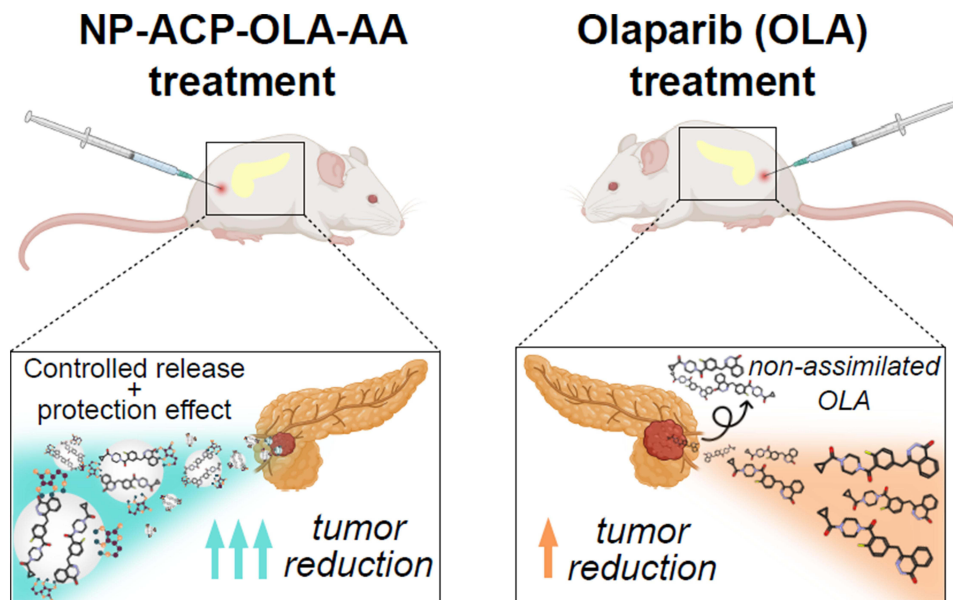 NP-ACP-OLA-AA
treatment
Olaparib (OLA)
treatment
Controlled release
+
protection effect
tumor
reduction
non-assimilated
OLA
tumor
reduction